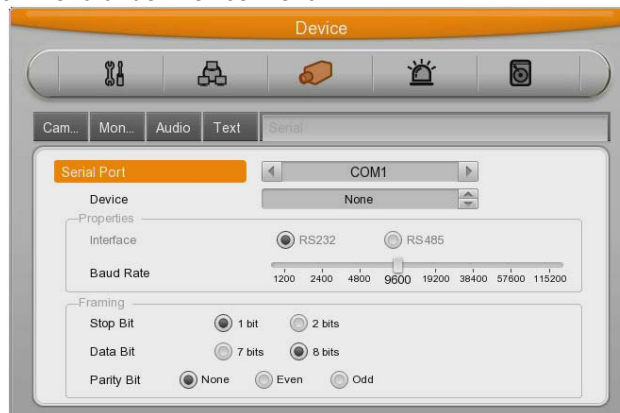 Device
Cam... Mon... Audio Text Serial
Serial Port COM1
Device None
Properties
Interface RS232 RS485
Baud Rate
1200 2400 4800 9600 19200 38400 57600 115200
Framing
Stop Bit 1 bit 2 bits
Data Bit 7 bits 8 bits
Parity Bit None Even Odd